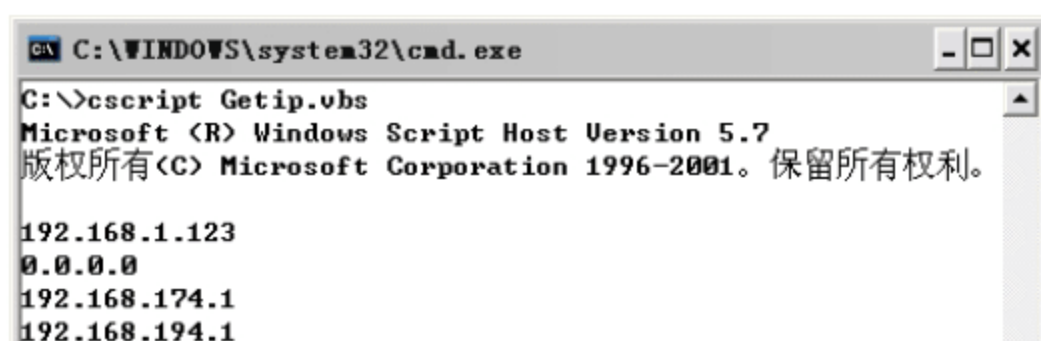 C:\WINDOWS\system32\cmd.exe
C:\>cscript Getip.vbs
Microsoft (R) Windows Script Host Version 5.7
版权所有(C) Microsoft Corporation 1996-2001。保留所有权利。
192.168.1.123
0.0.0.0
192.168.174.1
192.168.194.1